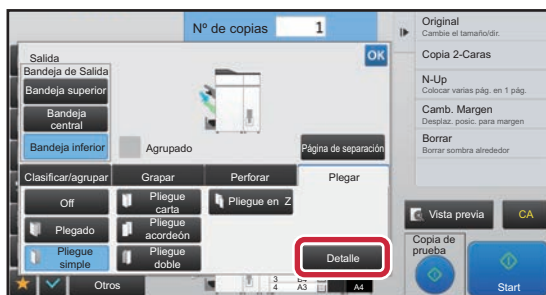 Nº de copias 1
Salida
OK
Bandeja de Salida
Bandeja superior
Bandeja
central
Bandeja inferior
Agrupado
Página de separación
Clasificar/agrupar
Grapar
Perforar
Plegar
Off
Pliegue
carta
Pliegue en Z
Plegado
Pliegue
acordeón
Pliegue
simple
Pliegue
doble
Detalle
Otros
3
4 A3
A4
Original
Cambie el tamaño/dir.
Copia 2-Caras
N-Up
Colocar varias pág. en 1 pág.
Camb. Margen
Desplaz. posic. para margen
Borrar
Borrar sombra alrededor
Vista previa
CA
Copia de
prueba
Start